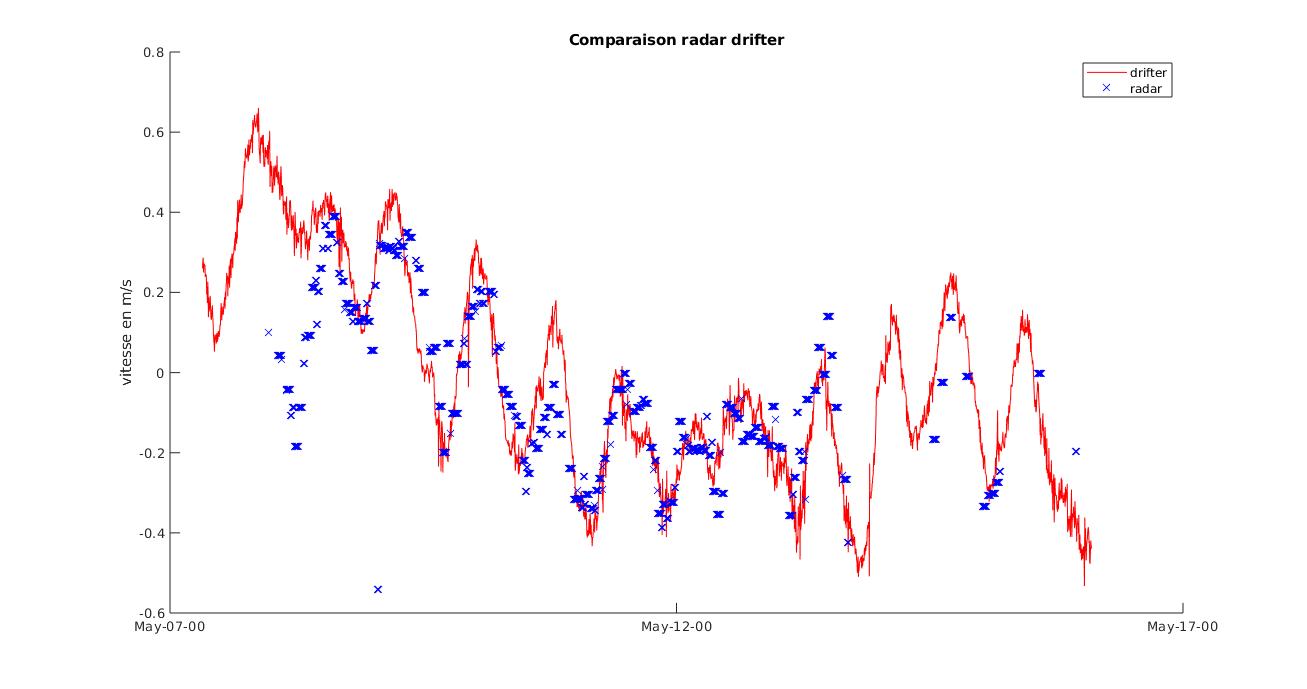 Comparaison radar drifter
drifter
radar
vitesse en m/s
0.8
0.6
0.4
0.2
0
-0.2
-0.4
-0.6
May-07-00
May-12-00
May-17-00